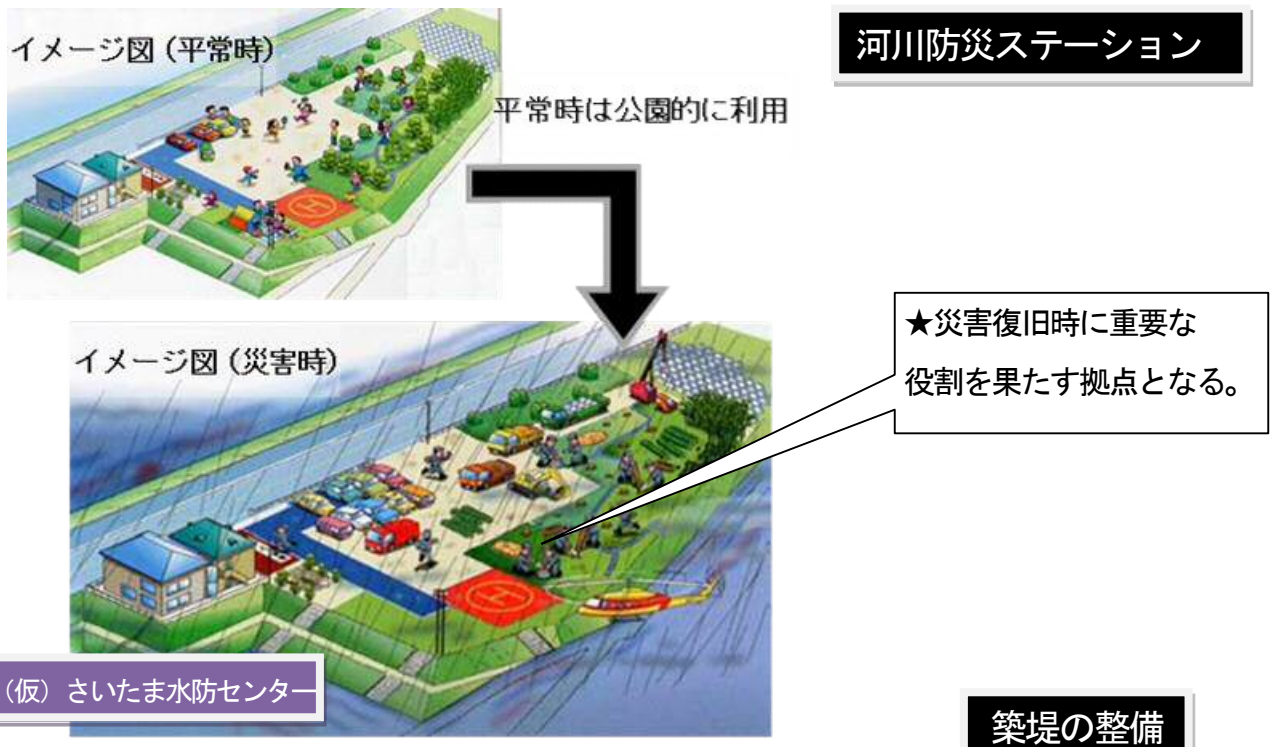 河川防災ステーション
イメージ図(平常時)
平常時は公園的に利用
★災害復旧時に重要な
役割を果たす拠点となる。
イメージ図(災害時)
H
H
(仮)さいたま水防センター
築堤の整備